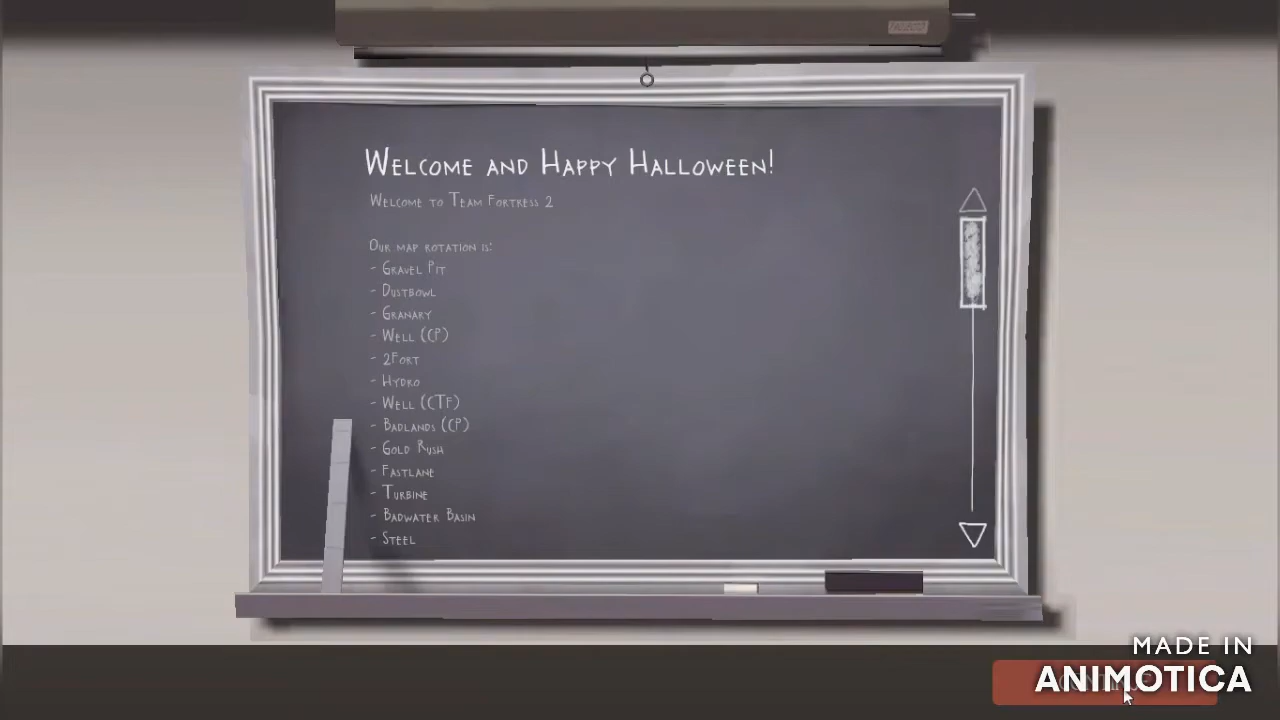 Welcome and Happy Halloween!
Welcome to Team Fortress 2
Our map rotation is:
- Gravel Pit
- Dustbowl
- Granary
- Well (CP)
- 2Fort
- Hydro
- Well (CTF)
- Badlands (CP)
- Gold Rush
- Fastlane
- Turbine
- Badwater Basin
- Steel
MADE IN
ANIMOTICA